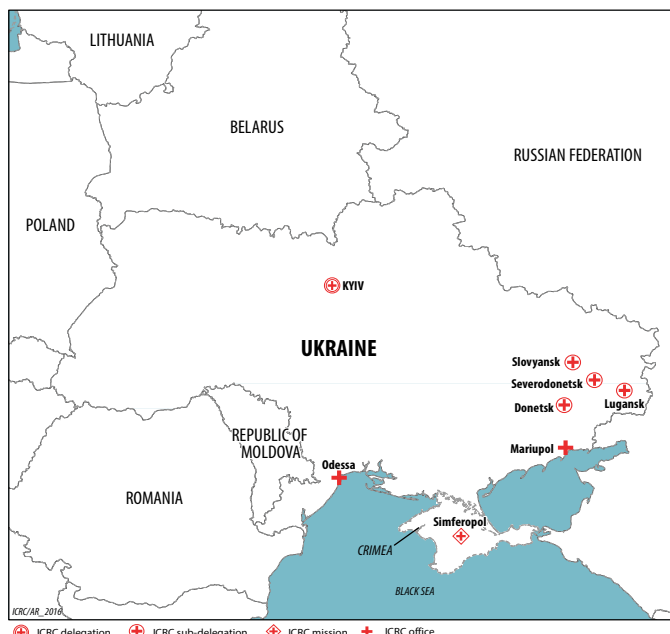 LITHUANIA
BELARUS
RUSSIAN FEDERATION
POLAND
KYIV
UKRAINE
Slovyansk
Severodonetsk
Lugansk
Donetsk
REPUBLIC OF
MOLDOVA
Mariupol
Odessa
ROMANIA
Simferopol
CRIMEA
BLACK SEA
ICRC/AR_2016
ICRC delegation ICRC sub-delegation ICRC mission ICRC office